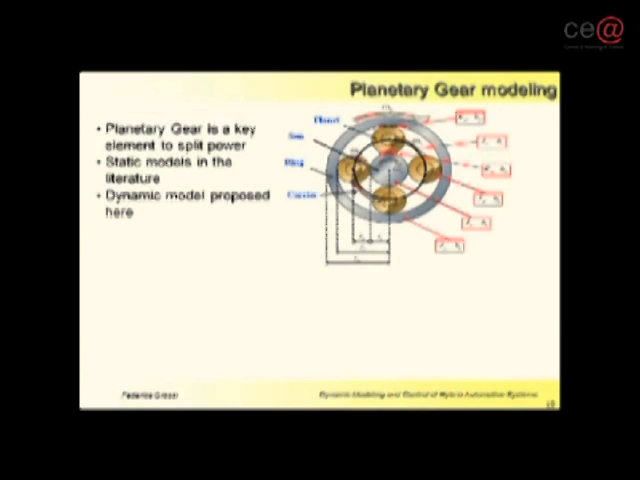 ce@
Planetary Gear modeling
• Planetary Gear is a key
element to split power
• Static models in the
literature
• Dynamic model proposed
here
Planet
Sun
Ring
Carrier
Federico Grossi
Dynamic Modeling and Control of Hybrid Automotive Systems